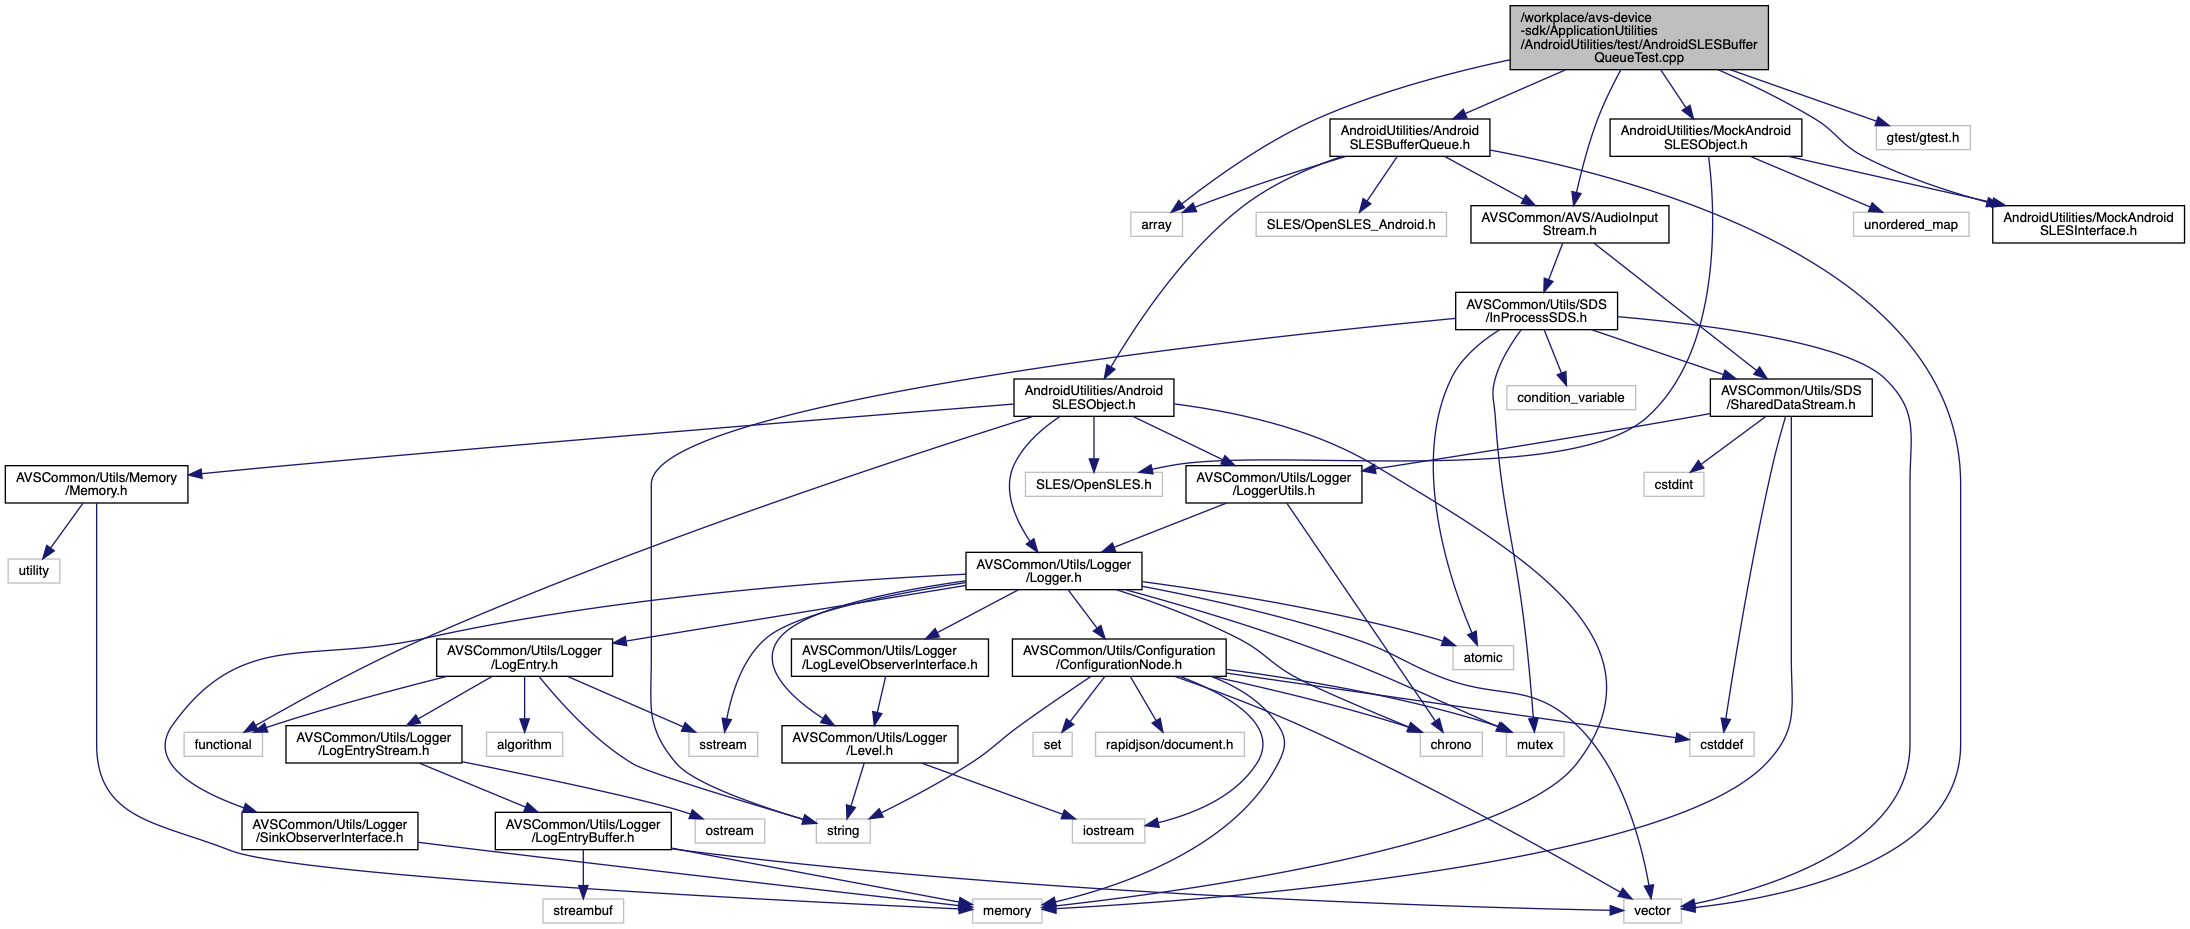 /workplace/avs-device
-sdk/ApplicationUtilities
/AndroidUtilities/test/AndroidSLESBuffer
QueueTest.cpp
AndroidUtilities/Android
SLESBufferQueue.h
AndroidUtilities/MockAndroid
SLESObject.h
gtest/gtest.h
array
SLES/OpenSLES_Android.h
AVSCommon/AVS/AudioInput
Stream.h
unordered_map
AndroidUtilities/MockAndroid
SLESInterface.h
AVSCommon/Utils/SDS
/InProcessSDS.h
AndroidUtilities/Android
SLESObject.h
condition_variable
AVSCommon/Utils/SDS
/SharedDataStream.h
AVSCommon/Utils/Memory
/Memory.h
SLES/OpenSLES.h
AVSCommon/Utils/Logger
/LoggerUtils.h
cstdint
utility
AVSCommon/Utils/Logger
/Logger.h
AVSCommon/Utils/Logger
/LogEntry.h
AVSCommon/Utils/Logger
/LogLevelObserverInterface.h
AVSCommon/Utils/Configuration
/ConfigurationNode.h
atomic
functional
AVSCommon/Utils/Logger
/LogEntryStream.h
algorithm
sstream
AVSCommon/Utils/Logger
/Level.h
set
rapidjson/document.h
chrono
mutex
cstddef
AVSCommon/Utils/Logger
/SinkObserverInterface.h
AVSCommon/Utils/Logger
/LogEntryBuffer.h
ostream
string
iostream
streambuf
memory
vector